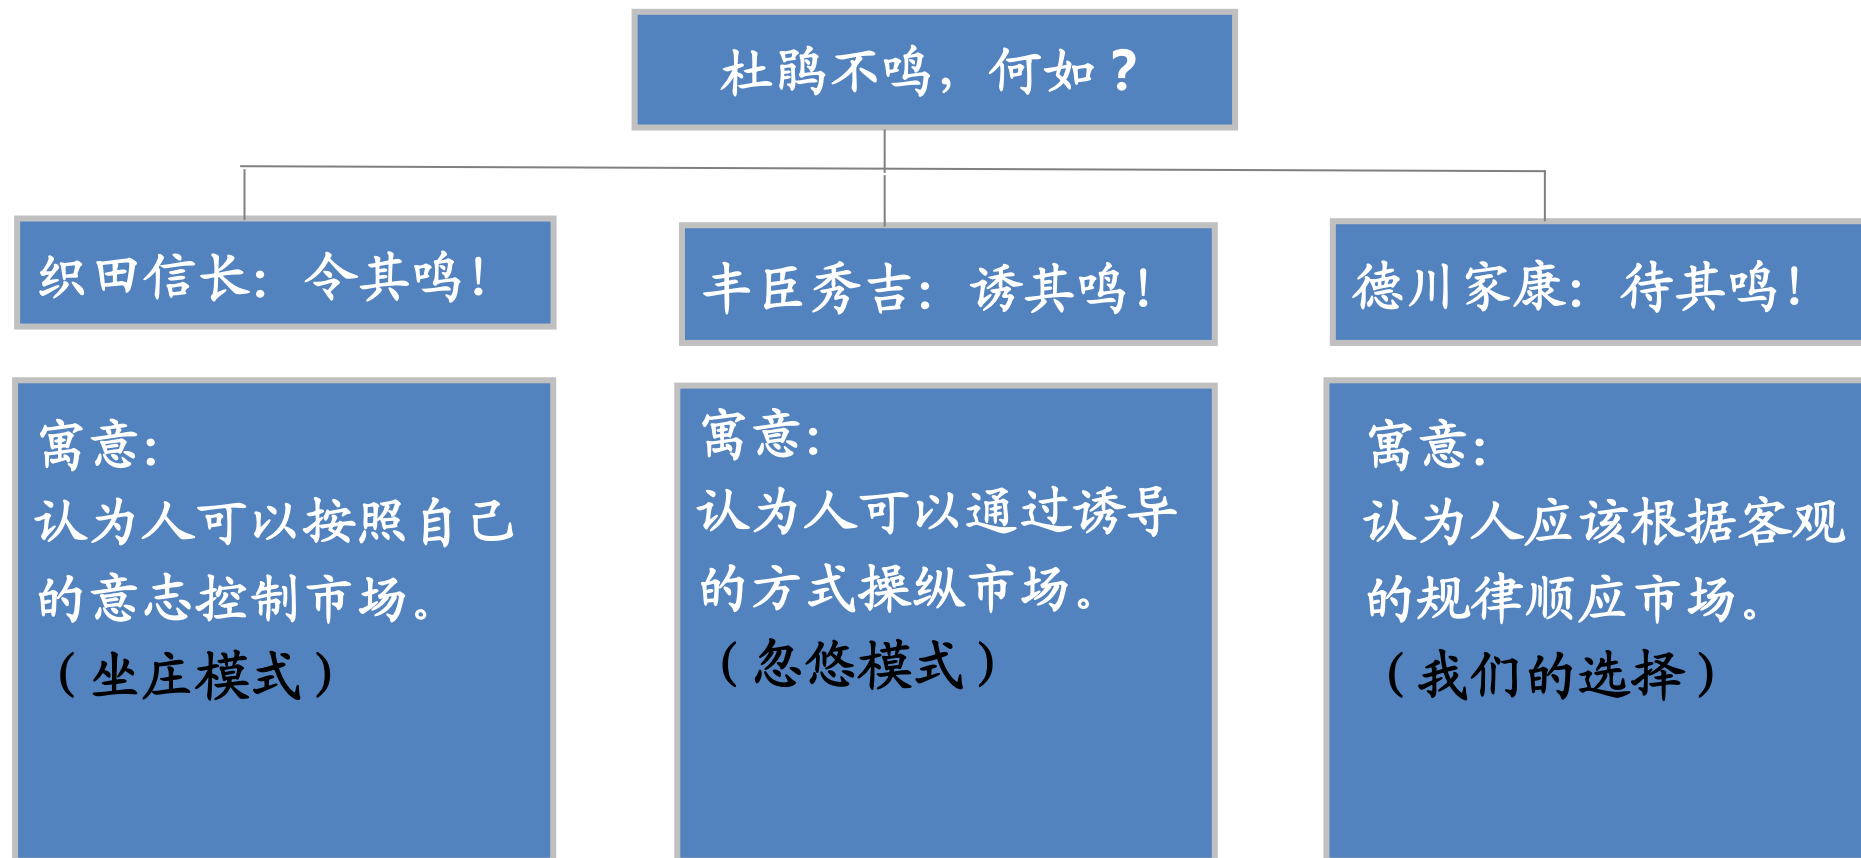 杜鹃不鸣，何如？
织田信长：令其鸣！
丰臣秀吉：诱其鸣！
德川家康：待其鸣！
寓意：
认为人可以按照自己
的意志控制市场。
（坐庄模式）
寓意：
认为人可以通过诱导
的方式操纵市场。
（忽悠模式）
寓意：
认为人应该根据客观
的规律顺应市场。
（我们的选择）